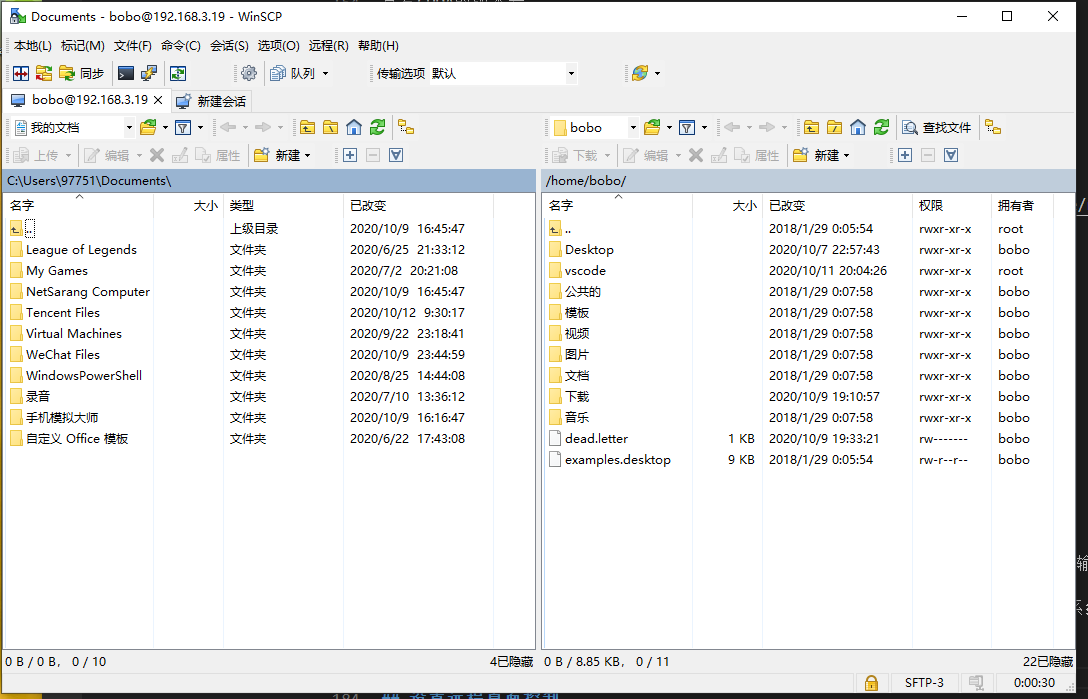 Documents - bobo@192.168.3.19 - WinSCP
本地(L) 标记(M) 文件(F) 命令(C) 会话(S) 选项(O) 远程(R) 帮助(H)
同步 队列 传输选项 默认
bobo@192.168.3.19 × 新建会话
我的文档
bobo 查找文件
上传 编辑 属性 新建
下载 编辑 属性 新建
C:\Users\97751\Documents\
/home/bobo/
名字 大小 类型 已改变
.. 上级目录 2020/10/9 16:45:47
League of Legends 文件夹 2020/6/25 21:33:12
My Games 文件夹 2020/7/2 20:21:08
NetSarang Computer 文件夹 2020/10/9 16:45:47
Tencent Files 文件夹 2020/10/12 9:30:17
Virtual Machines 文件夹 2020/9/22 23:18:41
WeChat Files 文件夹 2020/10/9 23:44:59
WindowsPowerShell 文件夹 2020/8/25 14:44:08
录音 文件夹 2020/7/10 13:36:12
手机模拟大师 文件夹 2020/10/9 16:16:47
自定义 Office 模板 文件夹 2020/6/22 17:43:08
名字 大小 已改变 权限 拥有者
.. 2018/1/29 0:05:54 rwxr-xr-x root
Desktop 2020/10/7 22:57:43 rwxr-xr-x bobo
vscode 2020/10/11 20:04:26 rwxr-xr-x root
公共的 2018/1/29 0:07:58 rwxr-xr-x bobo
模板 2018/1/29 0:07:58 rwxr-xr-x bobo
视频 2018/1/29 0:07:58 rwxr-xr-x bobo
图片 2018/1/29 0:07:58 rwxr-xr-x bobo
文档 2018/1/29 0:07:58 rwxr-xr-x bobo
下载 2020/10/9 19:10:57 rwxr-xr-x bobo
音乐 2018/1/29 0:07:58 rwxr-xr-x bobo
dead.letter 1 KB 2020/10/9 19:33:21 rw------- bobo
examples.desktop 9 KB 2018/1/29 0:05:54 rw-r--r-- bobo
0 B / 0 B, 0 / 10 4已隐藏
0 B / 8.85 KB, 0 / 11 22已隐藏
SFTP-3 0:00:30